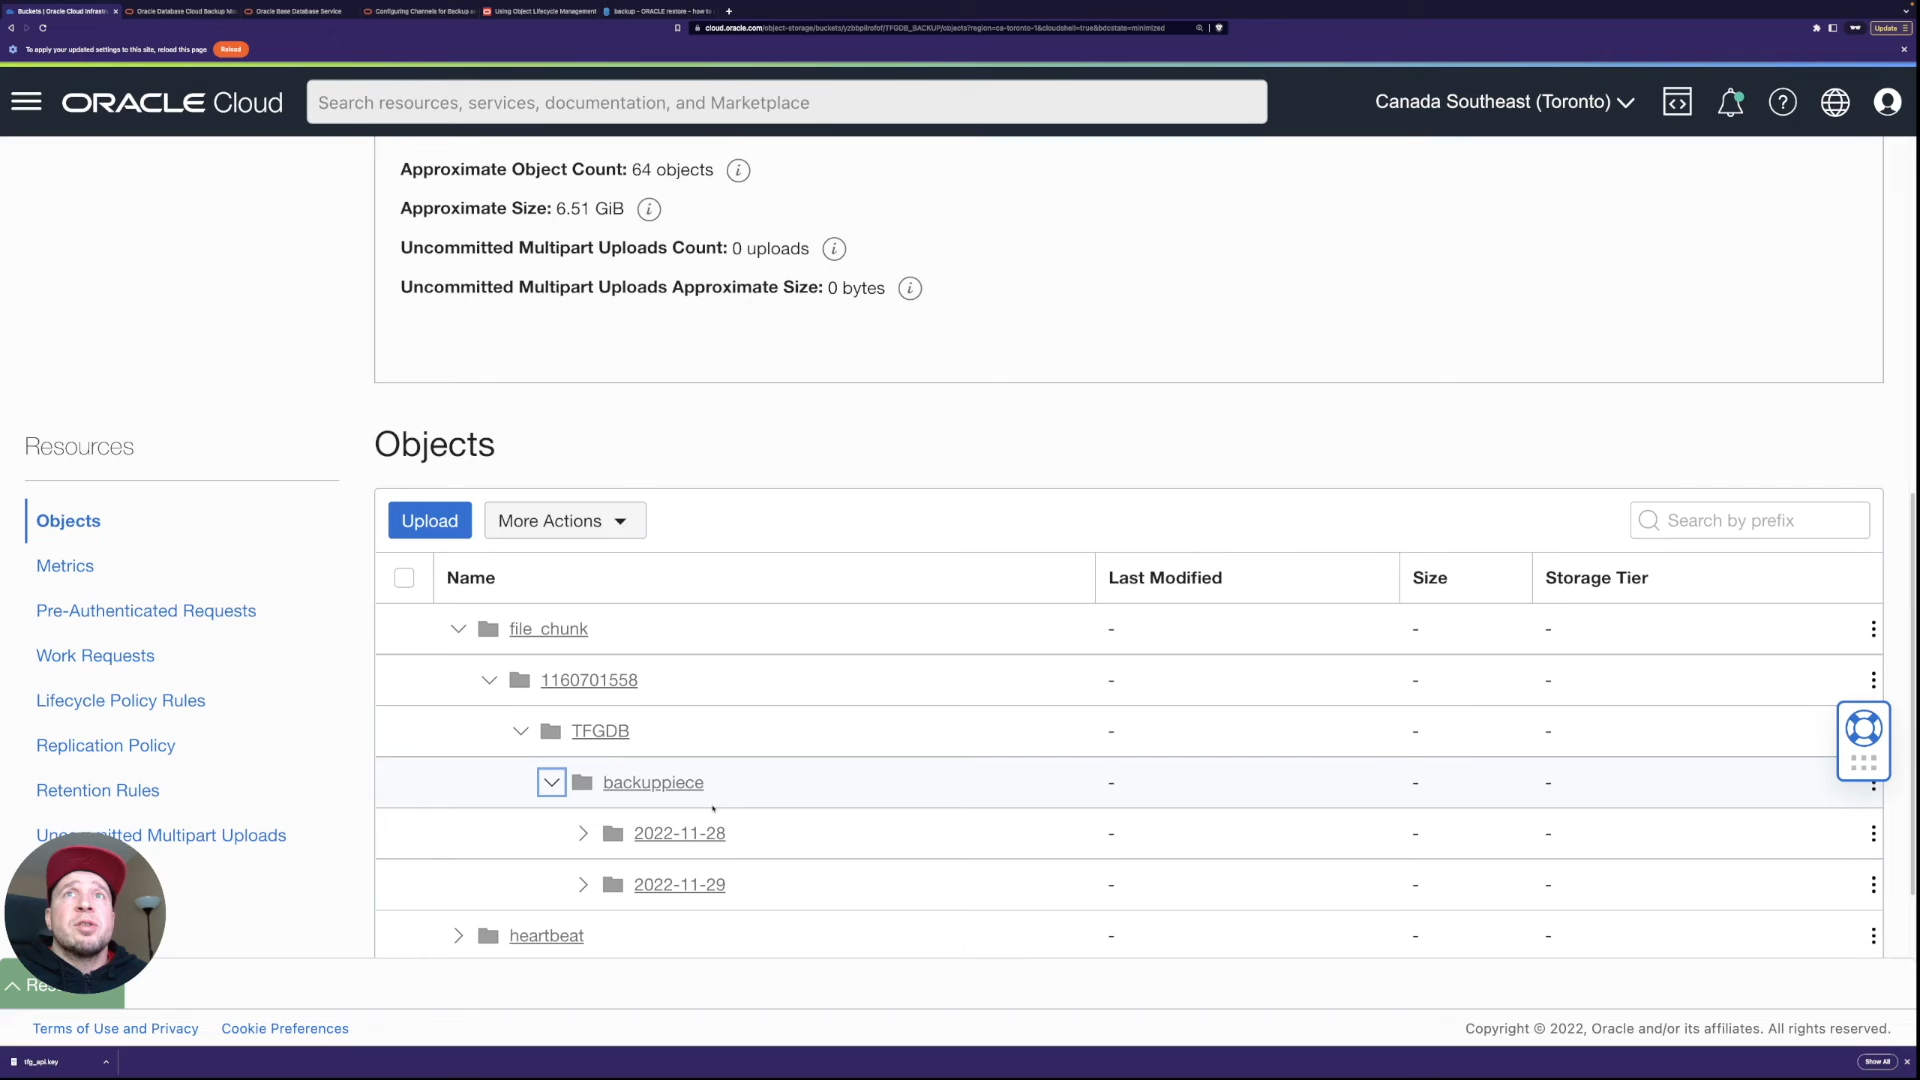 Buckets | Oracle Cloud Infrastr
Oracle Database Cloud Backup Mo
Oracle Base Database Service
Configuring Channels for Backup a
Using Object Lifecycle Management
backup - ORACLE restore - how to
cloud.oracle.com/object-storage/buckets/yzbbpilrofof/TFGDB_BACKUP/objects?region=ca-toronto-1&cloudshell=true&bdcstate=minimized
Update
To apply your updated settings to this site, reload this page
Reload
ORACLE Cloud
Search resources, services, documentation, and Marketplace
Canada Southeast (Toronto)
Approximate Object Count: 64 objects
Approximate Size: 6.51 GiB
Uncommitted Multipart Uploads Count: 0 uploads
Uncommitted Multipart Uploads Approximate Size: 0 bytes
Resources
Objects
Metrics
Pre-Authenticated Requests
Work Requests
Lifecycle Policy Rules
Replication Policy
Retention Rules
Multipart Uploads
Objects
Upload
More Actions
Search by prefix
Name
Last Modified
Size
Storage Tier
file_chunk
- - -
1160701558
- - -
TFGDB
- - -
backuppiece
- - -
2022-11-28
- - -
2022-11-29
- - -
heartbeat
- - -
Terms of Use and Privacy
Cookie Preferences
Copyright © 2022, Oracle and/or its affiliates. All rights reserved.
tfg_api.key
Show All